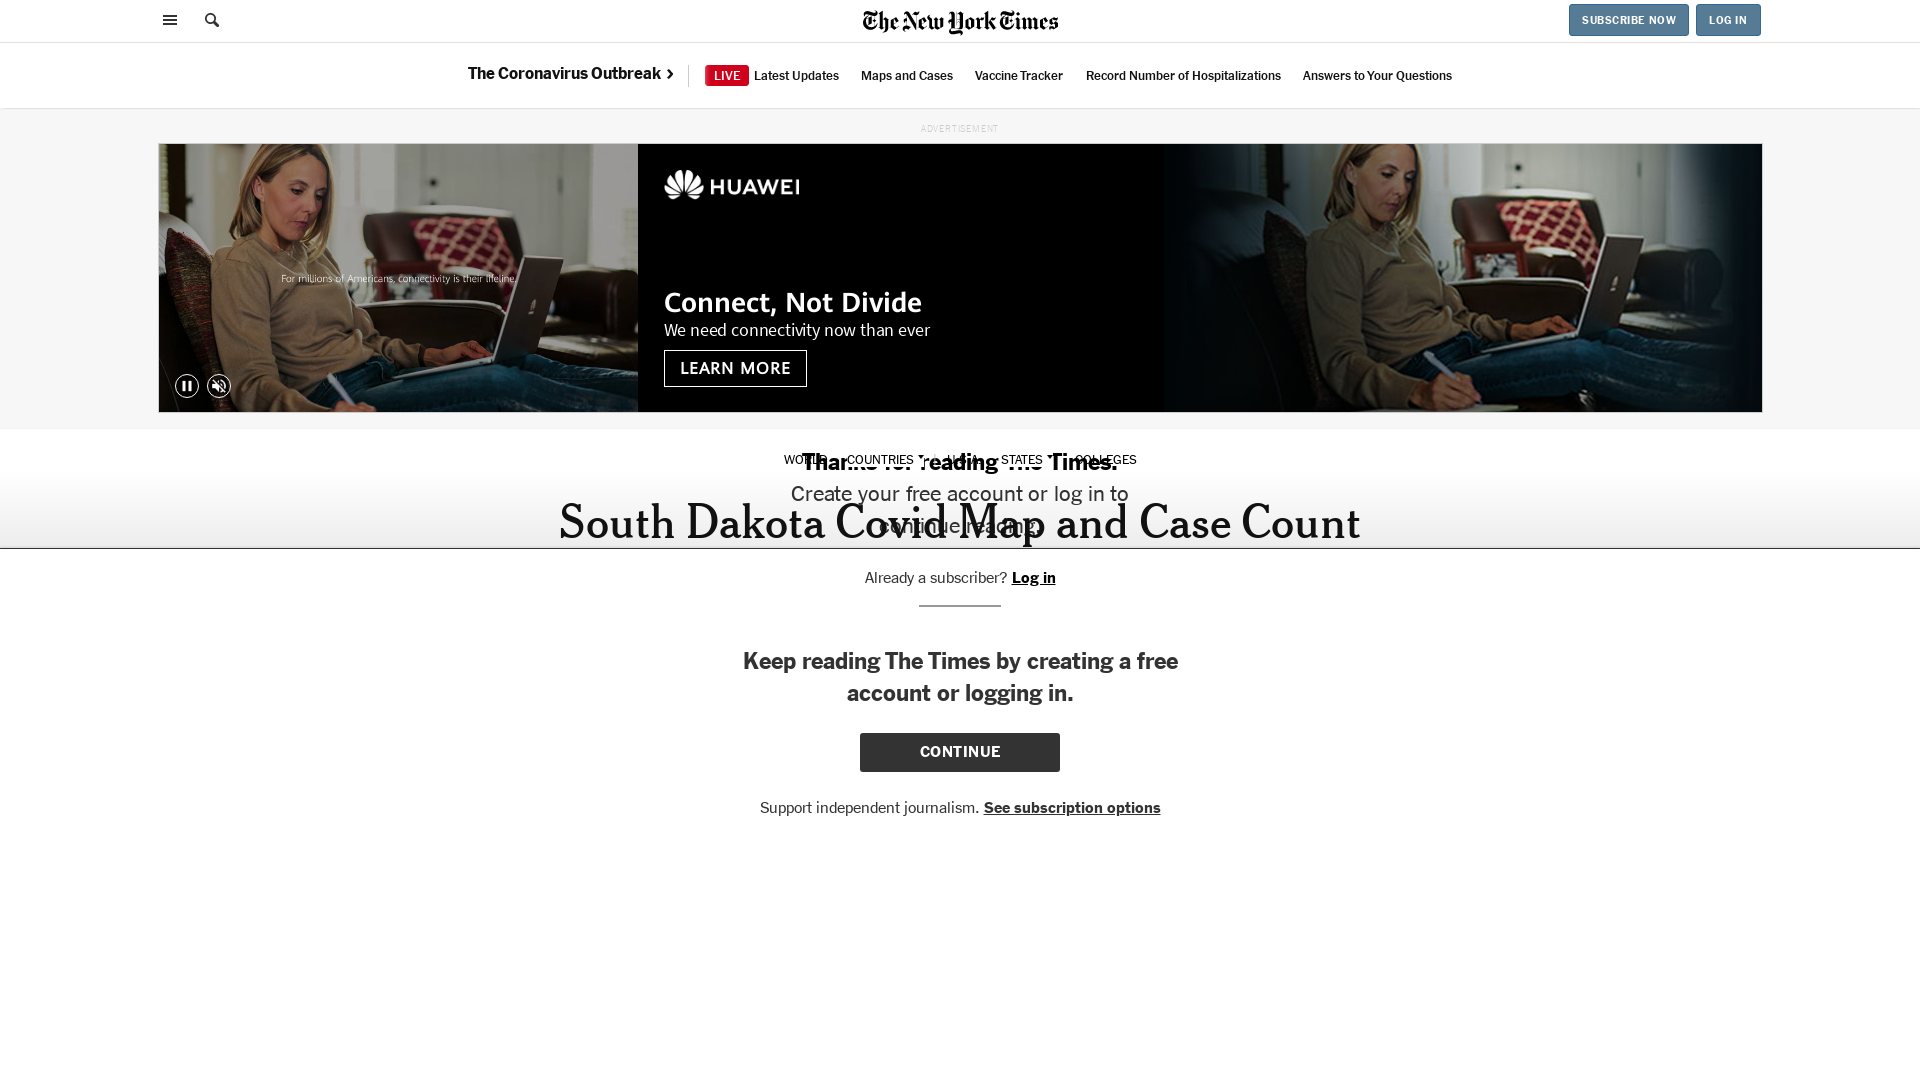 The New York Times
SUBSCRIBE NOW
LOG IN
The Coronavirus Outbreak
LIVE Latest Updates
Maps and Cases
Vaccine Tracker
Record Number of Hospitalizations
Answers to Your Questions
ADVERTISEMENT
For millions of Americans, connectivity is their lifeline.
HUAWEI
Connect, Not Divide
We need connectivity now than ever
LEARN MORE
WORLD COUNTRIES U.S.A. STATES COLLEGES
Thanks for reading The Times.
Create your free account or log in to
continue reading.
South Dakota Covid Map and Case Count
Already a subscriber? Log in
Keep reading The Times by creating a free
account or logging in.
CONTINUE
Support independent journalism. See subscription options